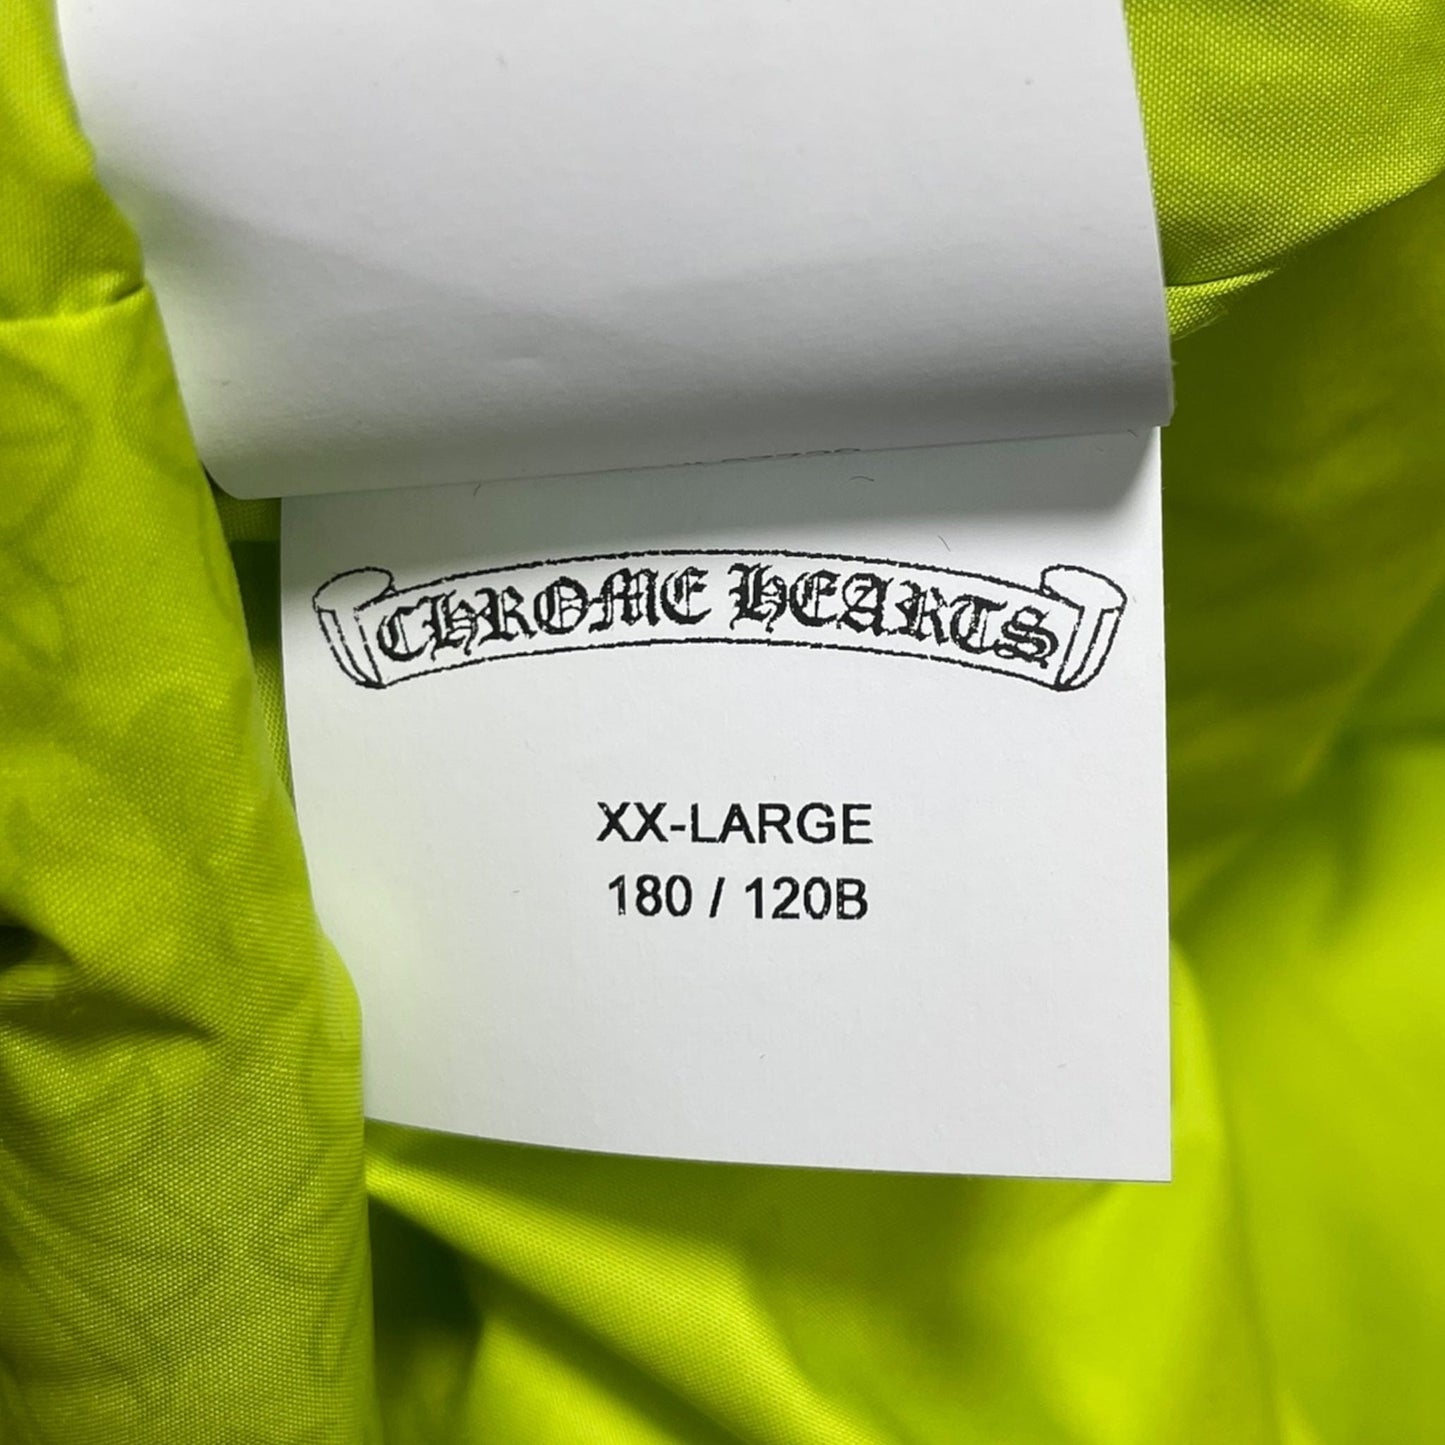 CHROME HEARTS
XX-LARGE
180 / 120B